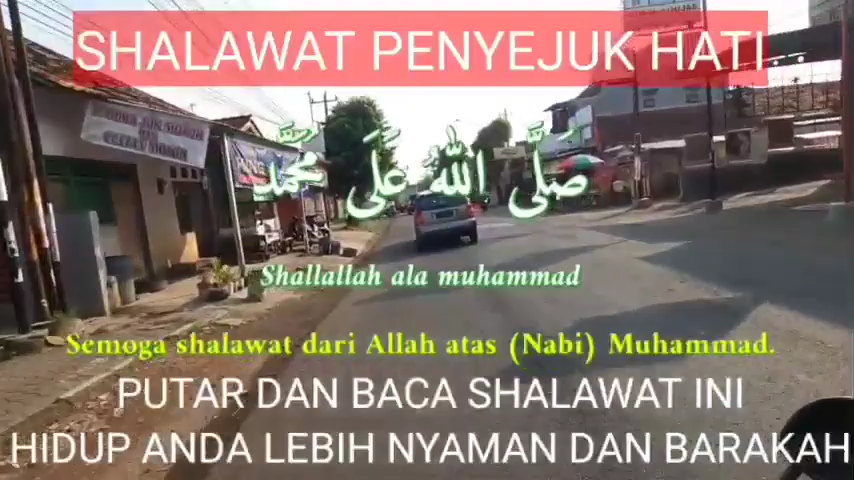 SHALAWAT PENYEJUK HATI
صَلَّى اللهُ عَلَى مُحَمَّد
Shallallah ala muhammad
Semoga shalawat dari Allah atas (Nabi) Muhammad.
PUTAR DAN BACA SHALAWAT INI
HIDUP ANDA LEBIH NYAMAN DAN BARAKAH